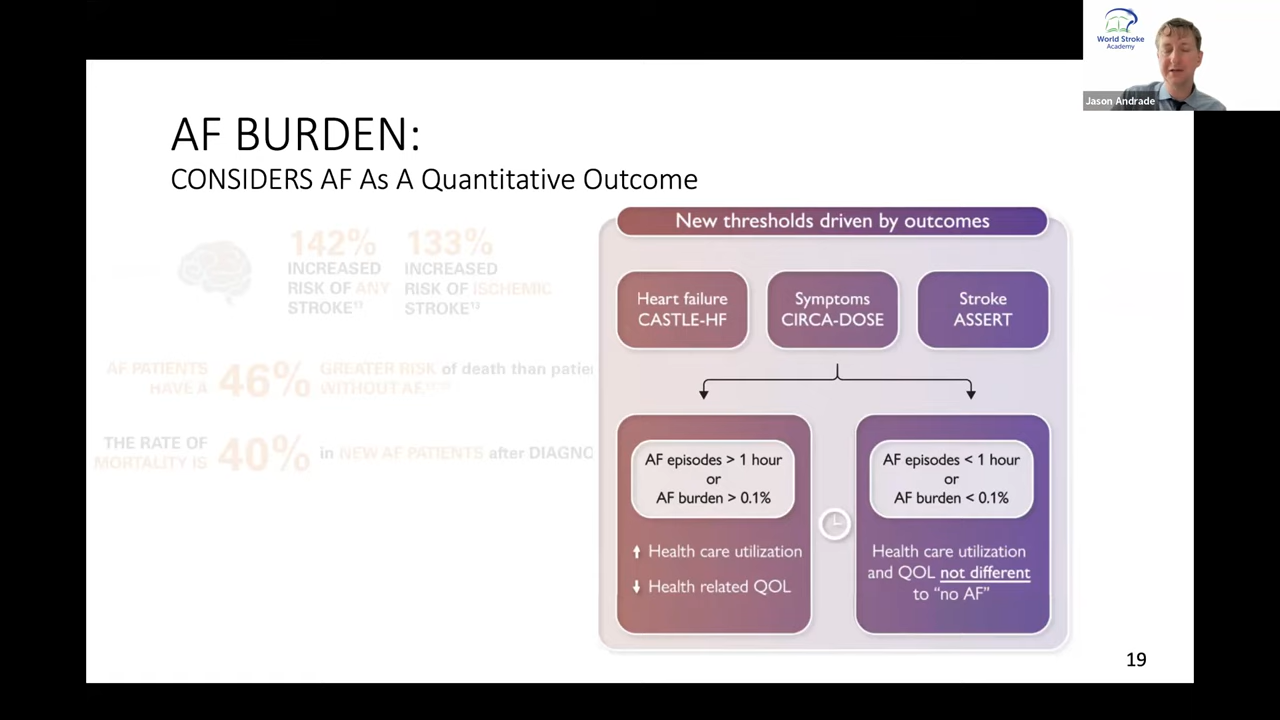 World Stroke
Academy
Jason Andrade
AF BURDEN:
CONSIDERS AF As A Quantitative Outcome
142%
INCREASED
RISK OF ANY
STROKE¹³
133%
INCREASED
RISK OF ISCHEMIC
STROKE¹³
AF PATIENTS
HAVE A
46%
GREATER RISK of death than patie
WITHOUT AF.
THE RATE OF
MORTALITY IS
40%
in NEW AF PATIENTS after DIAGNO
New thresholds driven by outcomes
Heart failure
CASTLE-HF
Symptoms
CIRCA-DOSE
Stroke
ASSERT
AF episodes > 1 hour
or
AF burden > 0.1%
⬆ Health care utilization
⬇ Health related QOL
AF episodes < 1 hour
or
AF burden < 0.1%
Health care utilization
and QOL not different
to “no AF”
19